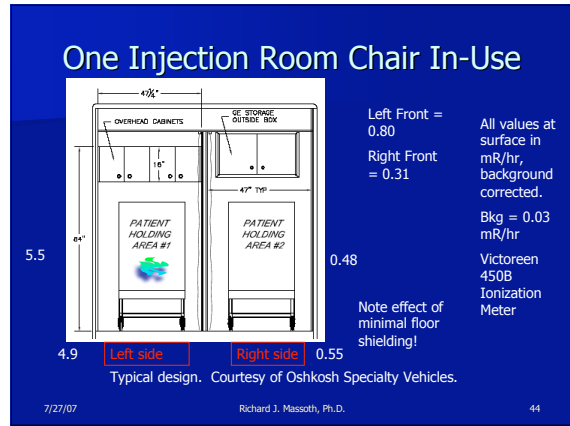 One Injection Room Chair In-Use
47¼"
OVERHEAD CABINETS
GE STORAGE
OUTSIDE BOX
18"
47" TYP
84"
PATIENT
HOLDING
AREA #1
PATIENT
HOLDING
AREA #2
Left Front =
0.80
Right Front
= 0.31
All values at
surface in
mR/hr,
background
corrected.
Bkg = 0.03
mR/hr
Victoreen
450B
Ionization
Meter
5.5
0.48
Note effect of
minimal floor
shielding!
4.9
Left side
Right side
0.55
Typical design. Courtesy of Oshkosh Specialty Vehicles.
7/27/07
Richard J. Massoth, Ph.D.
44